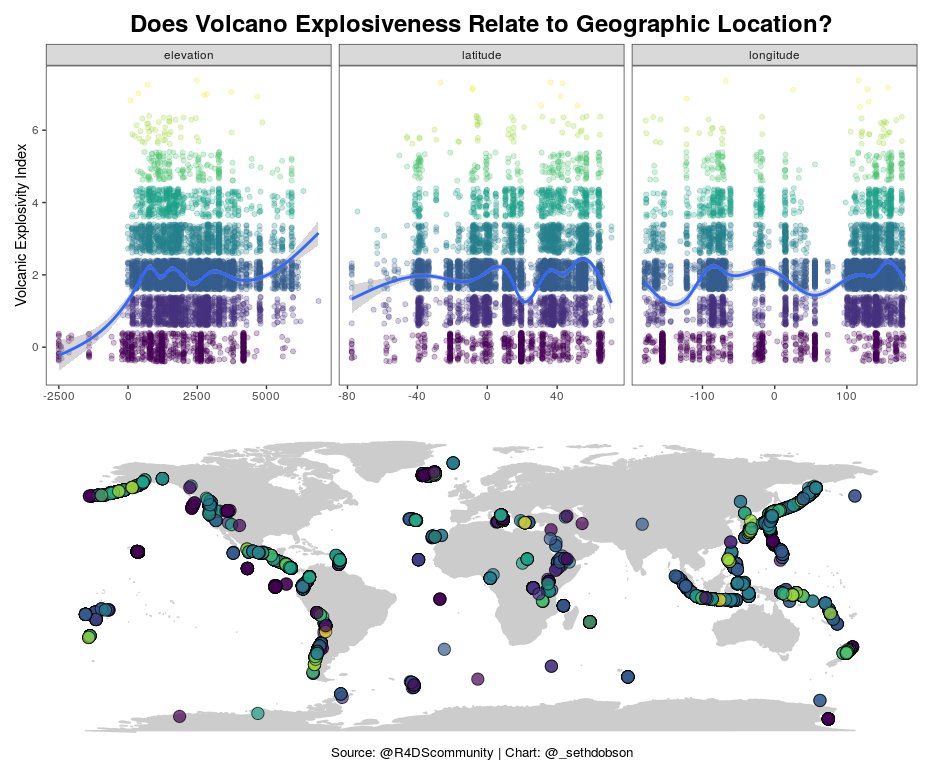 Does Volcano Explosiveness Relate to Geographic Location?
elevation latitude longitude
Volcanic Explosivity Index
6
4
2
0
-2500 0 2500 5000 -80 -40 0 40 -100 0 100
Source: @R4DScommunity | Chart: @_sethdobson